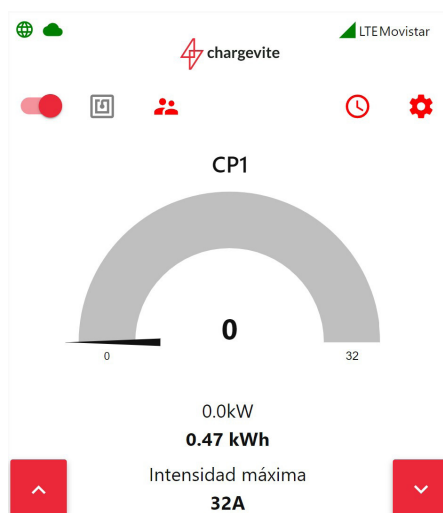 LTE Movistar
chargevite
CP1
0
0
32
0.0kW
0.47 kWh
Intensidad máxima
32A